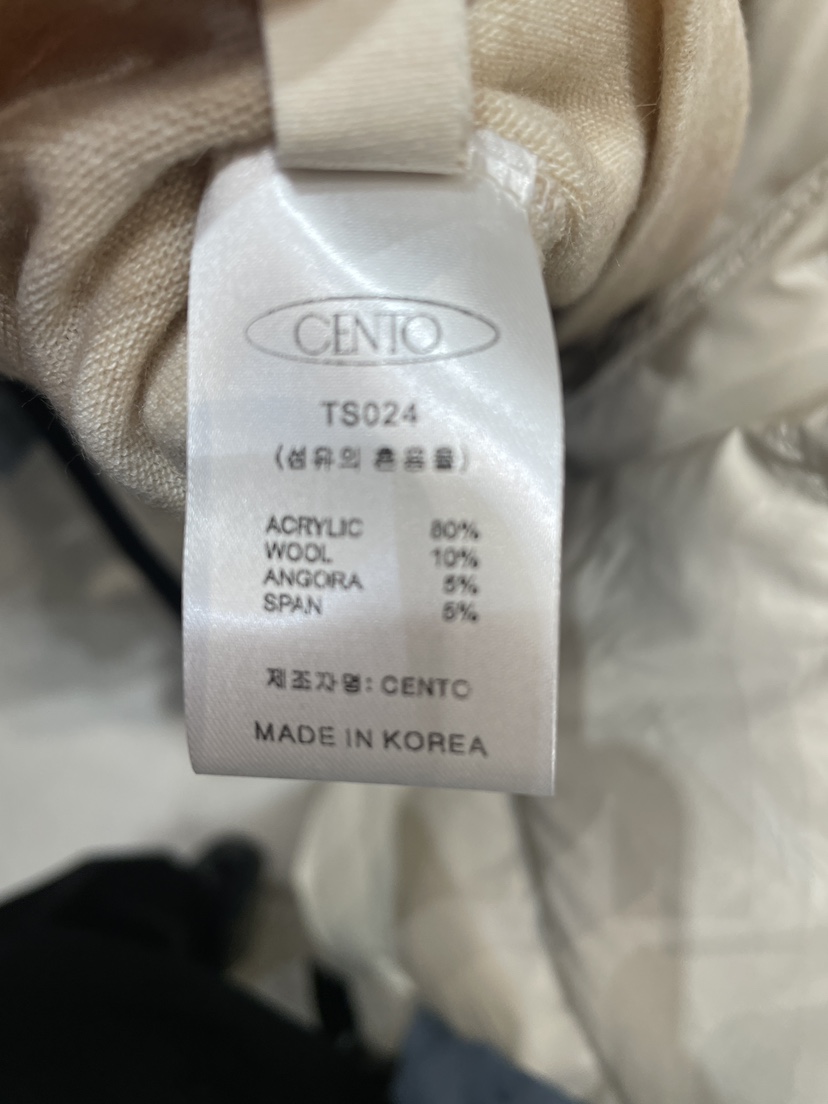 CENTO
TS024
(섬유의 혼용율)
ACRYLIC 80%
WOOL 10%
ANGORA 5%
SPAN 5%
제조자명: CENTO
MADE IN KOREA